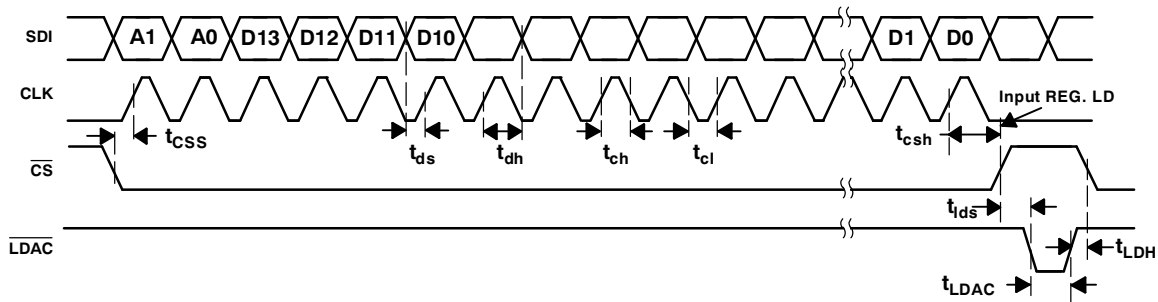 SDI
A1 A0 D13 D12 D11 D10 D1 D0
CLK
Input REG. LD
tCSS
tds
tdh
tch
tcl
tcsh
CS
tlds
LDAC
tLDH
tLDAC